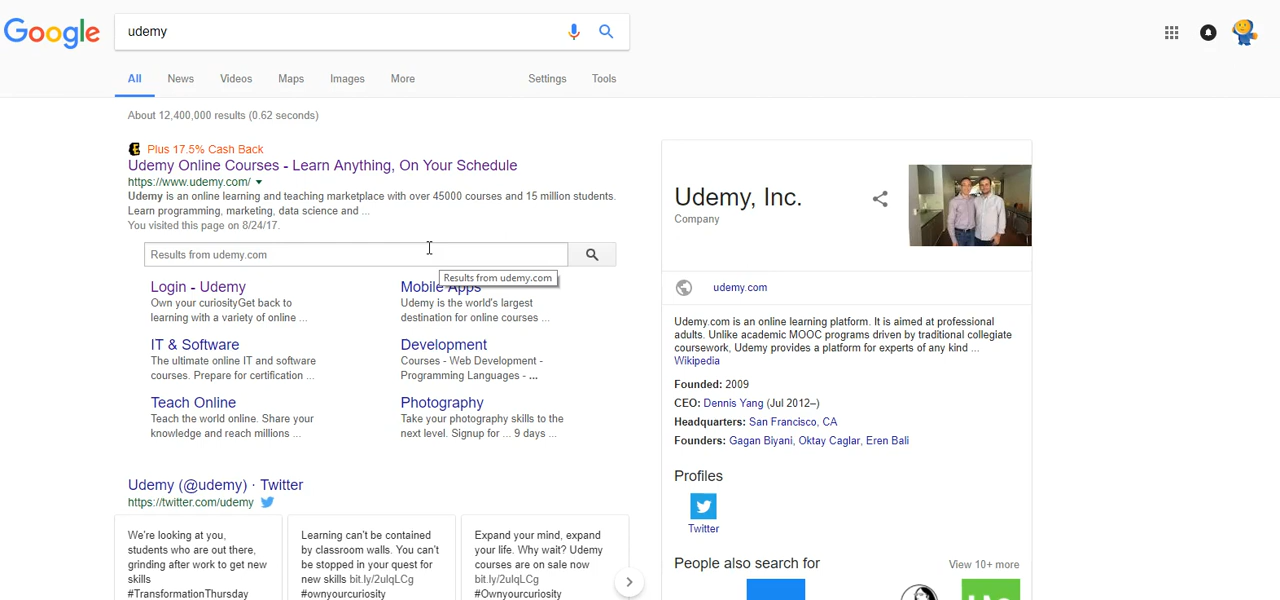 Google
udemy
All News Videos Maps Images More Settings Tools
About 12,400,000 results (0.62 seconds)
Plus 17.5% Cash Back
Udemy Online Courses - Learn Anything, On Your Schedule
https://www.udemy.com/
Udemy is an online learning and teaching marketplace with over 45000 courses and 15 million students.
Learn programming, marketing, data science and ...
You visited this page on 8/24/17.
Results from udemy.com
Results from udemy.com
Login - Udemy
Own your curiosityGet back to
learning with a variety of online ...
Mobile Apps
Udemy is the world's largest
destination for online courses ...
IT & Software
The ultimate online IT and software
courses. Prepare for certification ...
Development
Courses - Web Development -
Programming Languages - ...
Teach Online
Teach the world online. Share your
knowledge and reach millions ...
Photography
Take your photography skills to the
next level. Signup for ... 9 days ...
Udemy (@udemy) · Twitter
https://twitter.com/udemy
We're looking at you,
students who are out there,
grinding after work to get new
skills
#TransformationThursday
Learning can't be contained
by classroom walls. You can't
be stopped in your quest for
new skills bit.ly/2ulqLCg
#ownyourcuriosity
Expand your mind, expand
your life. Why wait? Udemy
courses are on sale now
bit.ly/2ulqLCg
#Ownyourcuriosity
Udemy, Inc.
Company
udemy.com
Udemy.com is an online learning platform. It is aimed at professional
adults. Unlike academic MOOC programs driven by traditional collegiate
coursework, Udemy provides a platform for experts of any kind ...
Wikipedia
Founded: 2009
CEO: Dennis Yang (Jul 2012–)
Headquarters: San Francisco, CA
Founders: Gagan Biyani, Oktay Caglar, Eren Bali
Profiles
Twitter
People also search for View 10+ more